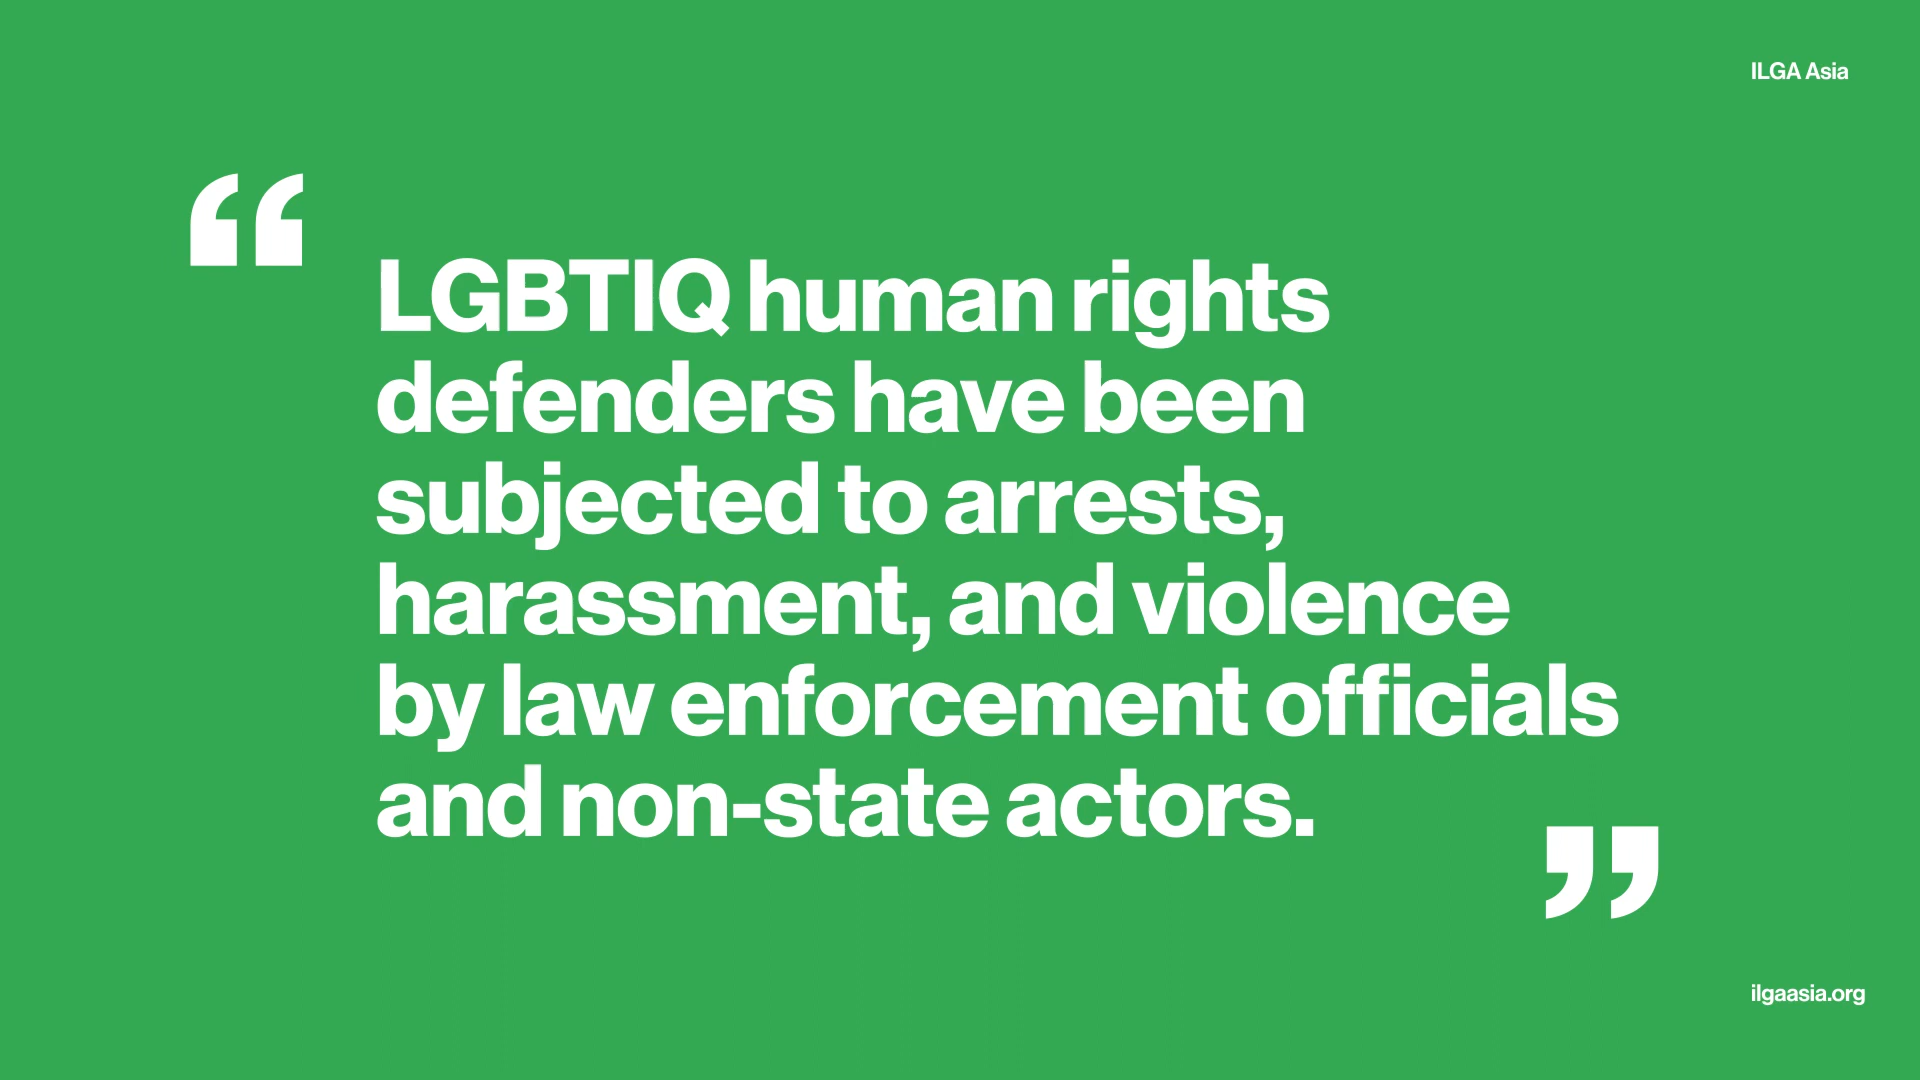 ILGA Asia
“
LGBTIQ human rights
defenders have been
subjected to arrests,
harassment, and violence
by law enforcement officials
and non-state actors.
”
ilgaasia.org